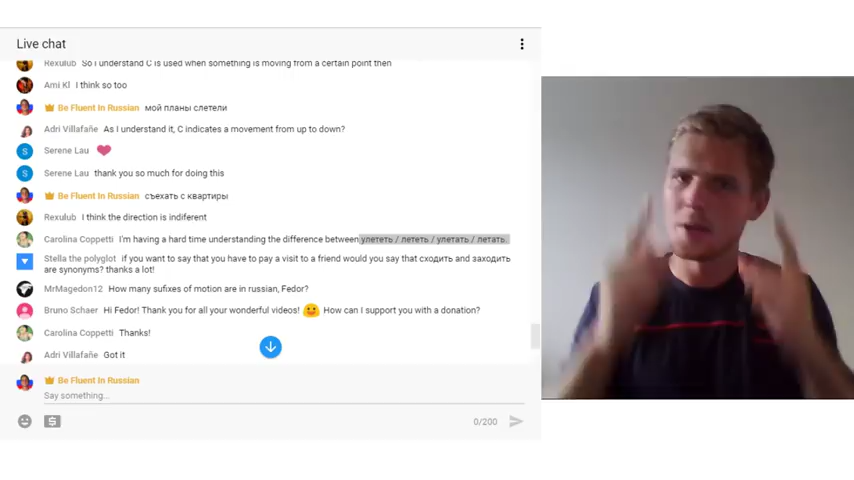 Live chat
Rexulub So I understand C is used when something is moving from a certain point then
Ami Kl I think so too
Be Fluent In Russian мой планы слетели
Adri Villafañe As I understand it, C indicates a movement from up to down?
Serene Lau
Serene Lau thank you so much for doing this
Be Fluent In Russian съехать с квартиры
Rexulub I think the direction is indiferent
Carolina Coppetti I'm having a hard time understanding the difference between улететь / лететь / улетать / летать.
Stella the polyglot if you want to say that you have to pay a visit to a friend would you say that сходить and заходить
are synonyms? thanks a lot!
MrMagedon12 How many sufixes of motion are in russian, Fedor?
Bruno Schaer Hi Fedor! Thank you for all your wonderful videos! How can I support you with a donation?
Carolina Coppetti Thanks!
Adri Villafañe Got it
Be Fluent In Russian
Say something...
0/200